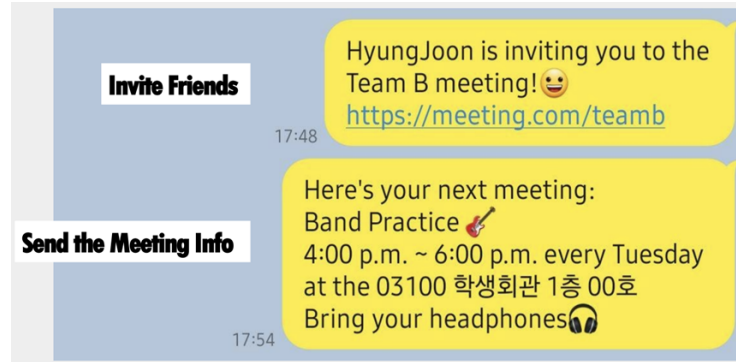 Invite Friends
HyungJoon is inviting you to the
Team B meeting!😀
https://meeting.com/teamb
17:48
Send the Meeting Info
Here's your next meeting:
Band Practice 🎸
4:00 p.m. ~ 6:00 p.m. every Tuesday
at the 03100 학생회관 1층 00호
Bring your headphones🎧
17:54